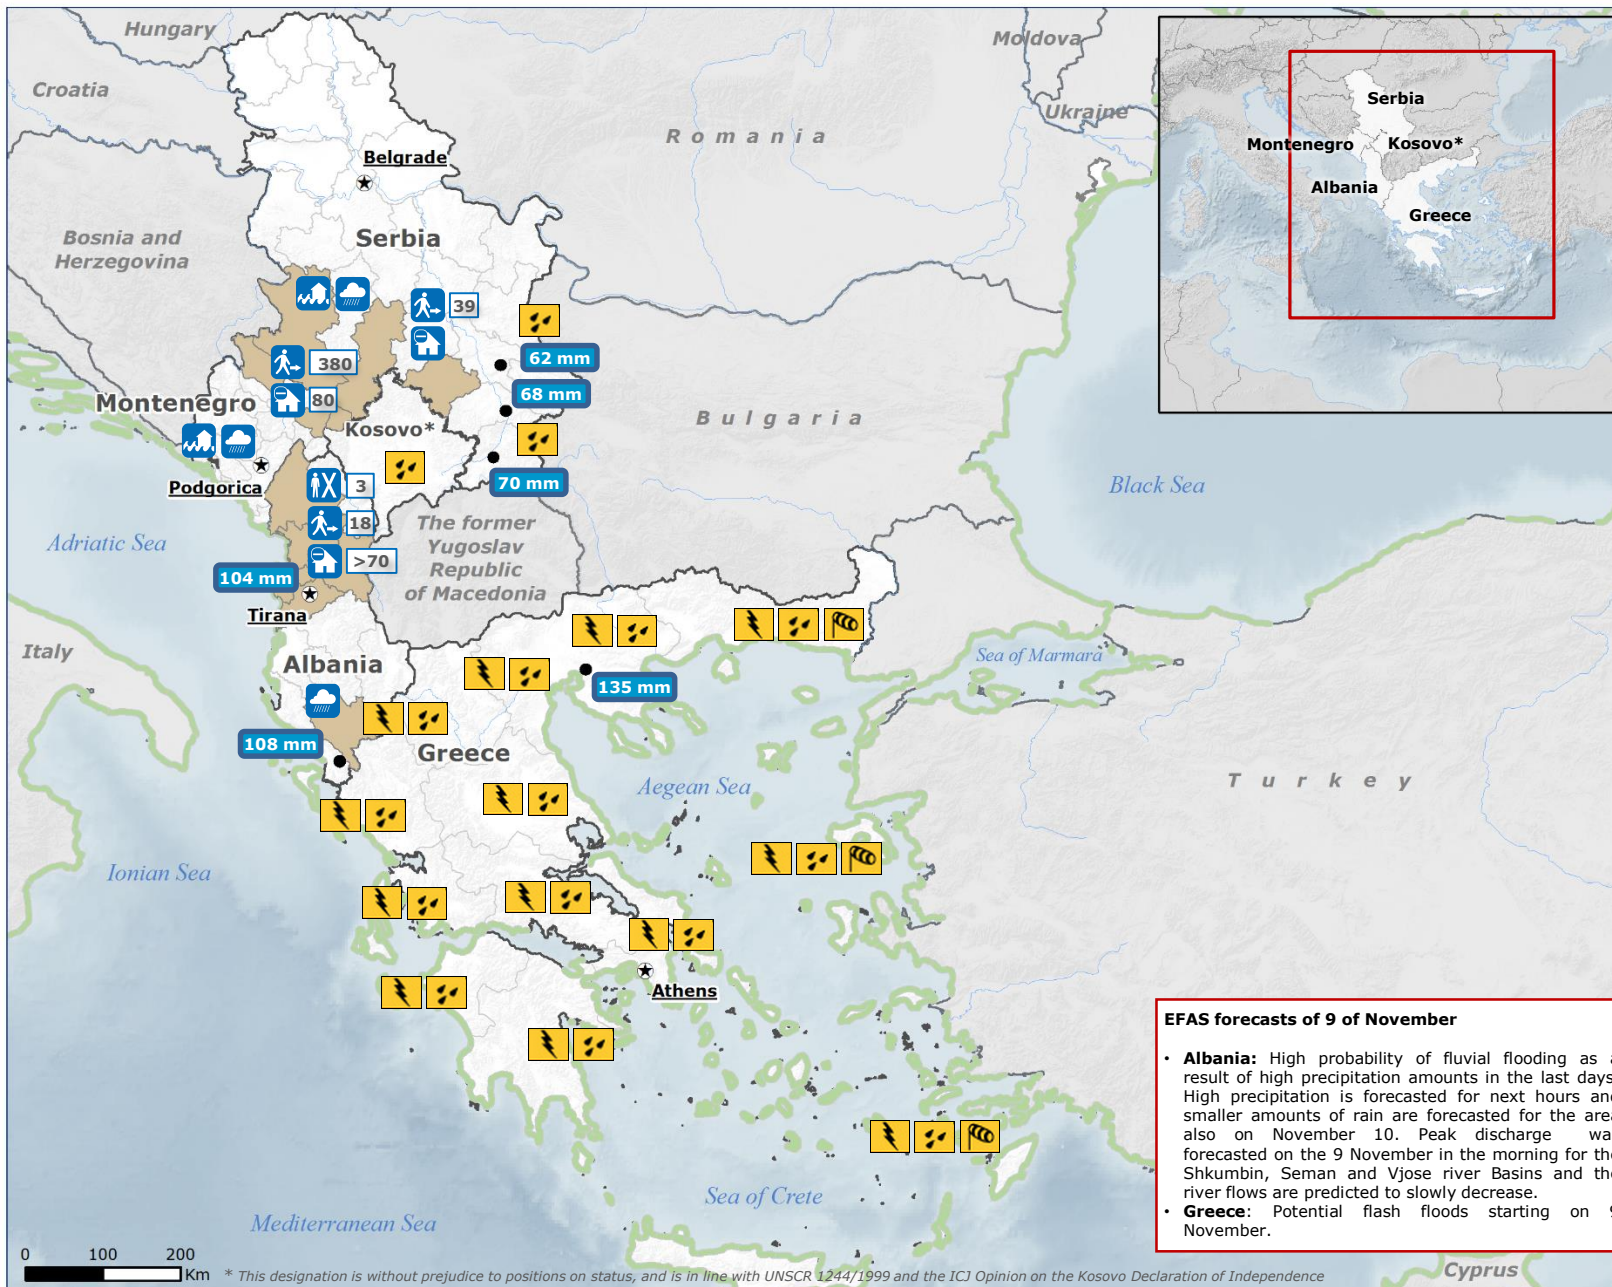 Hungary
Moldova
Croatia
Ukraine
Romania
Belgrade
Serbia
Bosnia and
Herzegovina
39
62 mm
380
68 mm
80
Montenegro
Kosovo*
Bulgaria
Podgorica
3
70 mm
18
The former
Yugoslav
Republic
of Macedonia
Adriatic Sea
Black Sea
>70
104 mm
Tirana
Italy
Albania
Sea of Marmara
135 mm
108 mm
Greece
Aegean Sea
Turkey
Ionian Sea
Athens
Sea of Crete
Mediterranean Sea
Cyprus
Serbia
Montenegro
Kosovo*
Albania
Greece
EFAS forecasts of 9 of November
• Albania: High probability of fluvial flooding as
result of high precipitation amounts in the last days
High precipitation is forecasted for next hours and
smaller amounts of rain are forecasted for the area
also on November 10. Peak discharge
forecasted on the 9 November in the morning for the
Shkumbin, Seman and Vjose river Basins and the
river flows are predicted to slowly decrease.
• Greece: Potential flash floods starting on 9
November.
0 100 200
Km
* This designation is without prejudice to positions on status, and is in line with UNSCR 1244/1999 and the ICJ Opinion on the Kosovo Declaration of Independence